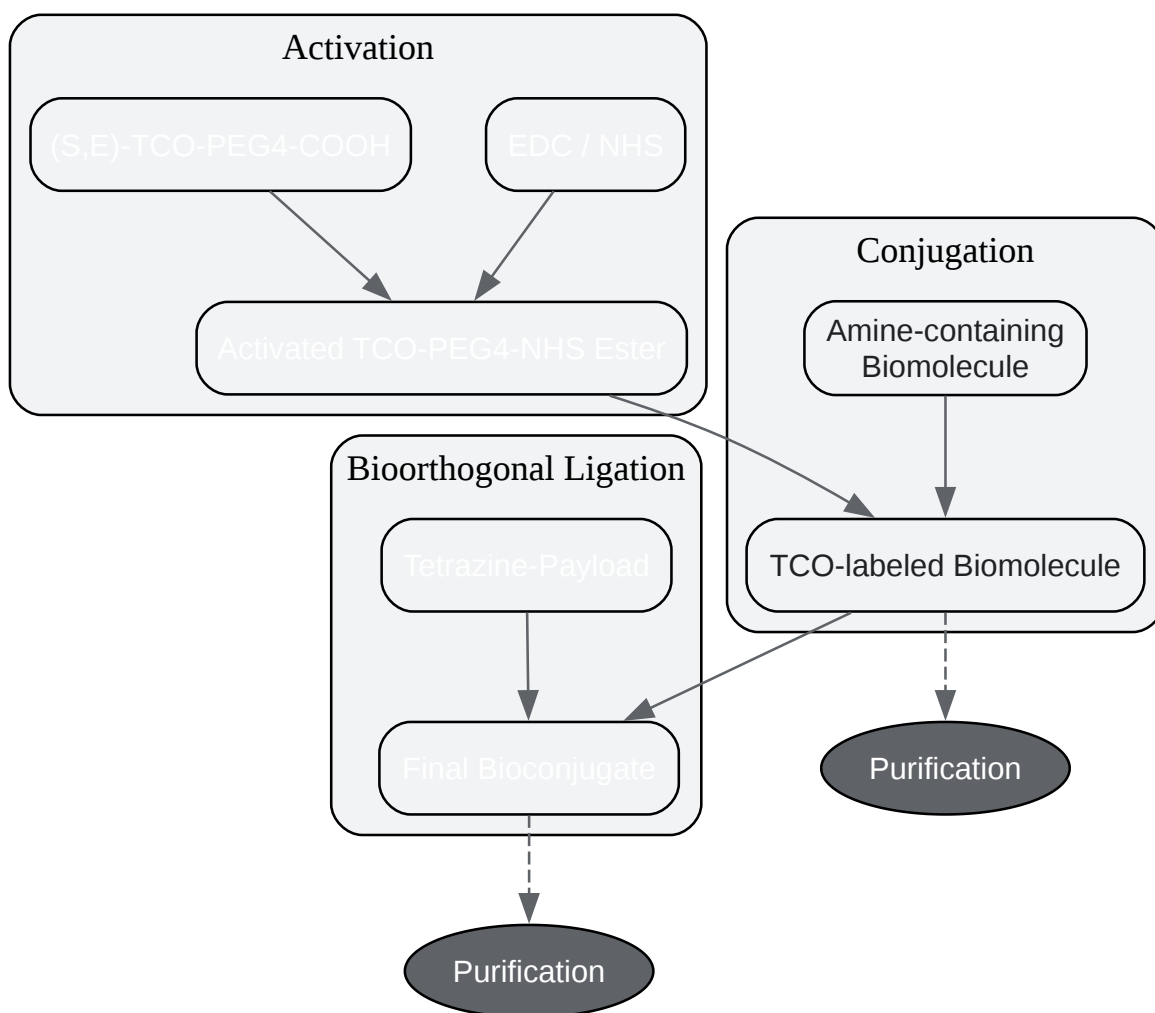 Activation
(S,E)-TCO-PEG4-COOH
EDC / NHS
Activated TCO-PEG4-NHS Ester
Conjugation
Amine-containing
Biomolecule
TCO-labeled Biomolecule
Bioorthogonal Ligation
Tetrazine-Payload
Final Bioconjugate
Purification
Purification